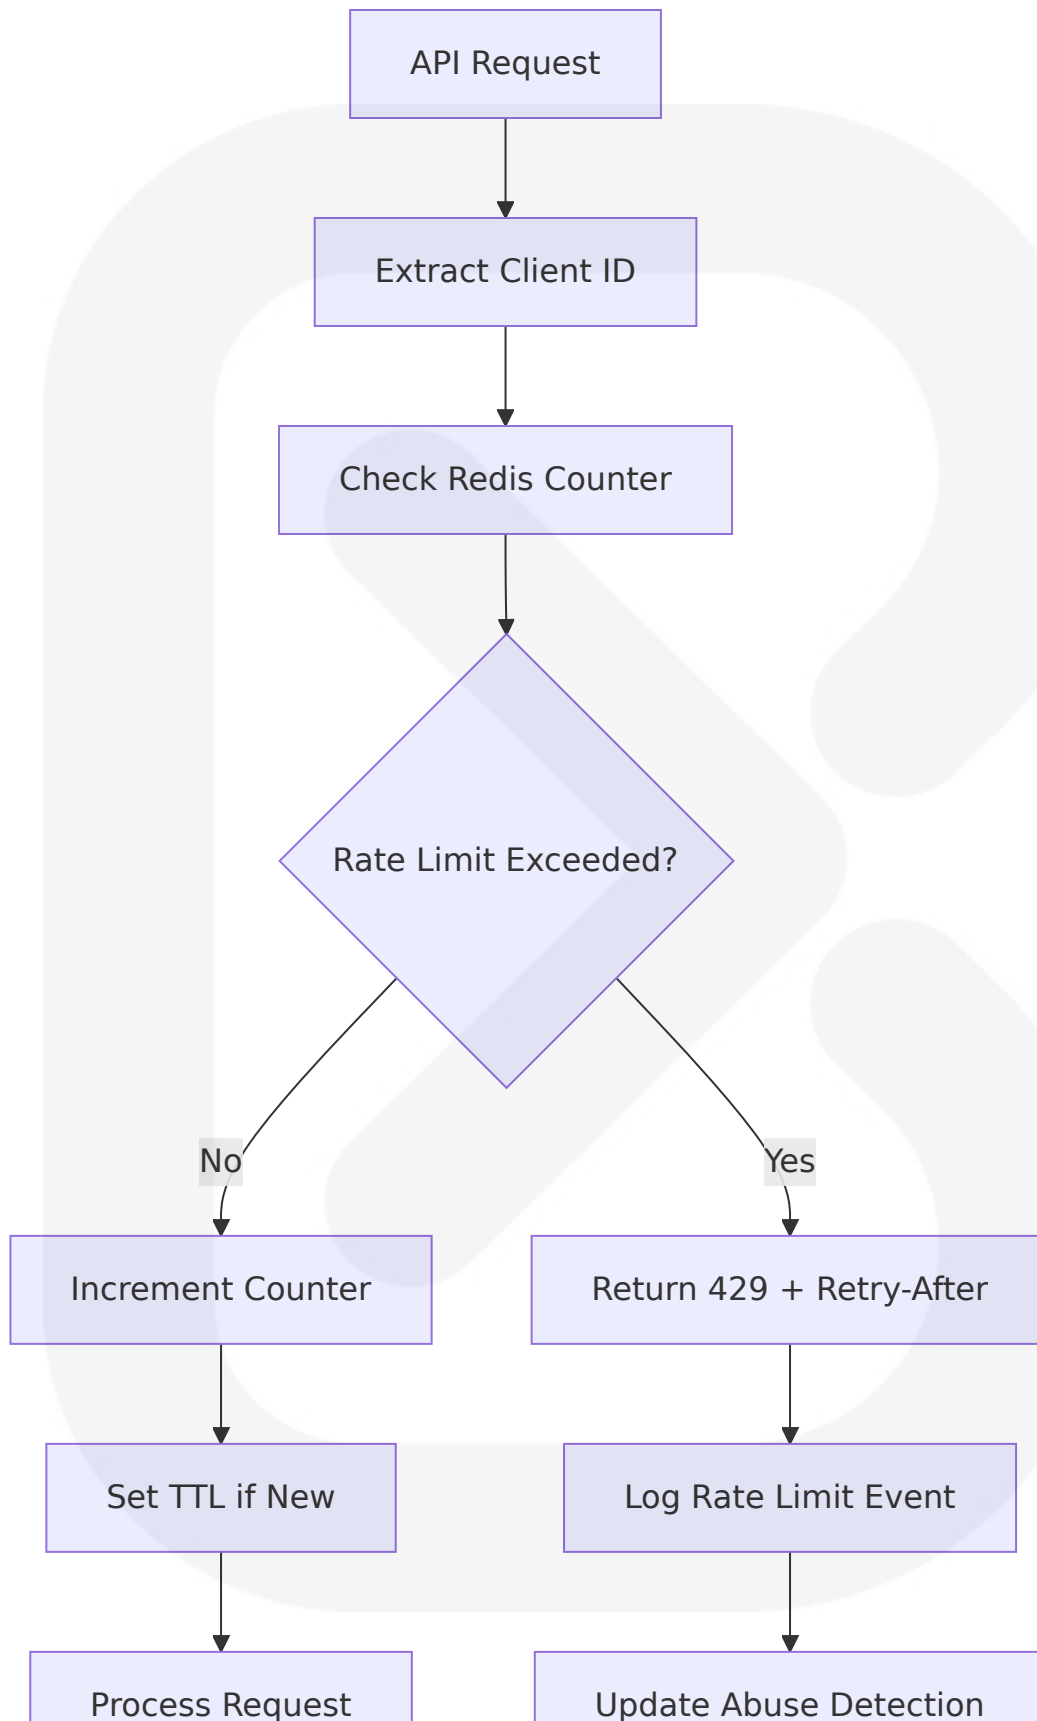 API Request
Extract Client ID
Check Redis Counter
Rate Limit Exceeded?
No
Yes
Increment Counter
Return 429 + Retry-After
Set TTL if New
Log Rate Limit Event
Process Request
Update Abuse Detection